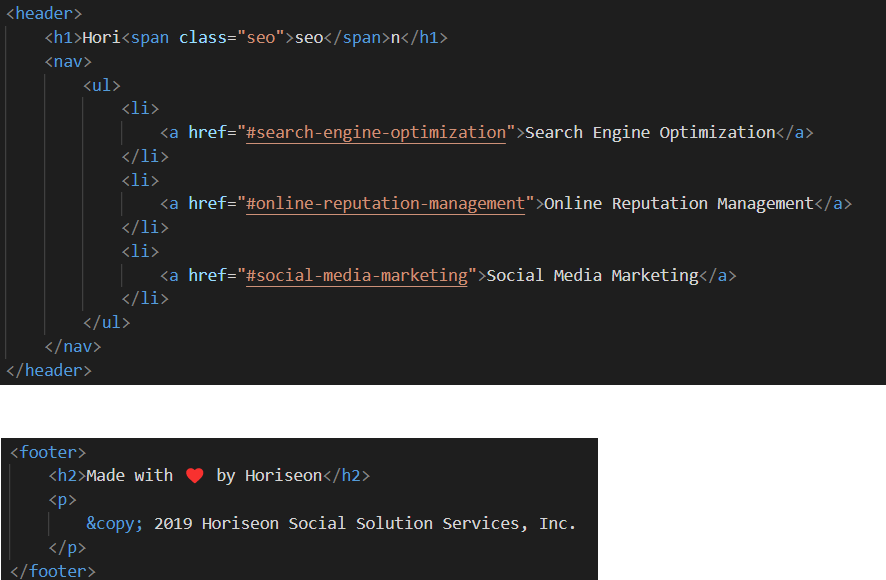 <header>
<h1>Hori<span class="seo">seo</span>n</h1>
<nav>
<ul>
<li>
<a href="#search-engine-optimization">Search Engine Optimization</a>
</li>
<li>
<a href="#online-reputation-management">Online Reputation Management</a>
</li>
<li>
<a href="#social-media-marketing">Social Media Marketing</a>
</li>
</ul>
</nav>
</header>
<footer>
<h2>Made with ❤️ by Horiseon</h2>
<p>
&copy; 2019 Horiseon Social Solution Services, Inc.
</p>
</footer>